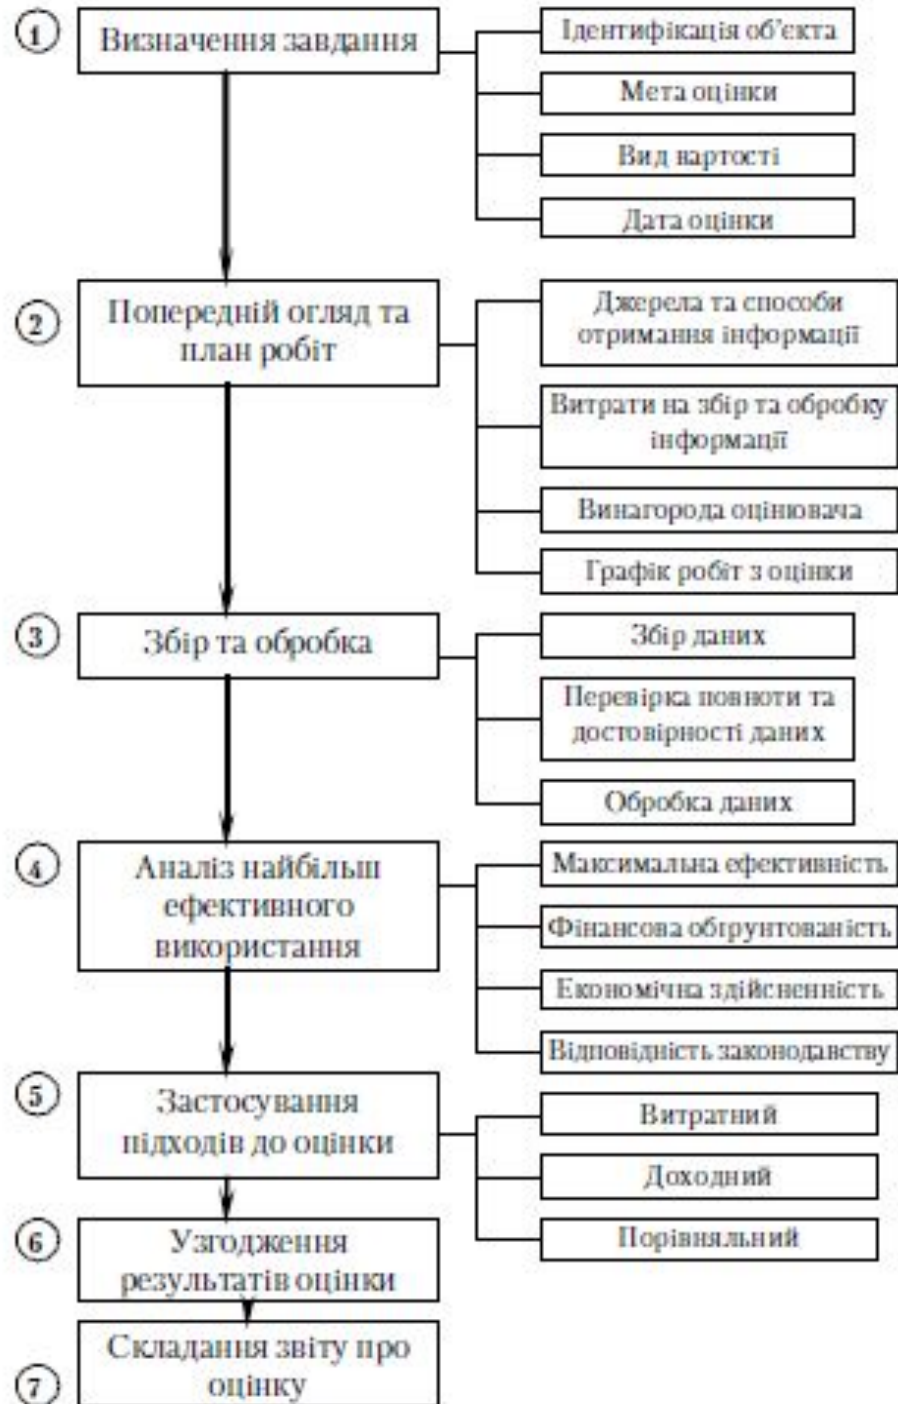 1
Визначення завдання
Ідентифікація об’єкта
Мета оцінки
Вид вартості
Дата оцінки
2
Попередній огляд та
план робіт
Джерела та способи
отримання інформації
Витрати на збір та обробку
інформації
Винагорода оцінювача
Графік робіт з оцінки
3
Збір та обробка
Збір даних
Перевірка повноти та
достовірності даних
Обробка даних
4
Аналіз найбільш
ефективного
використання
Максимальна ефективність
Фінансова обґрунтованість
Економічна здійсненність
Відповідність законодавству
5
Застосування
підходів до оцінки
Витратний
Доходний
Порівняльний
6
Узгодження
результатів оцінки
7
Складання звіту про
оцінку